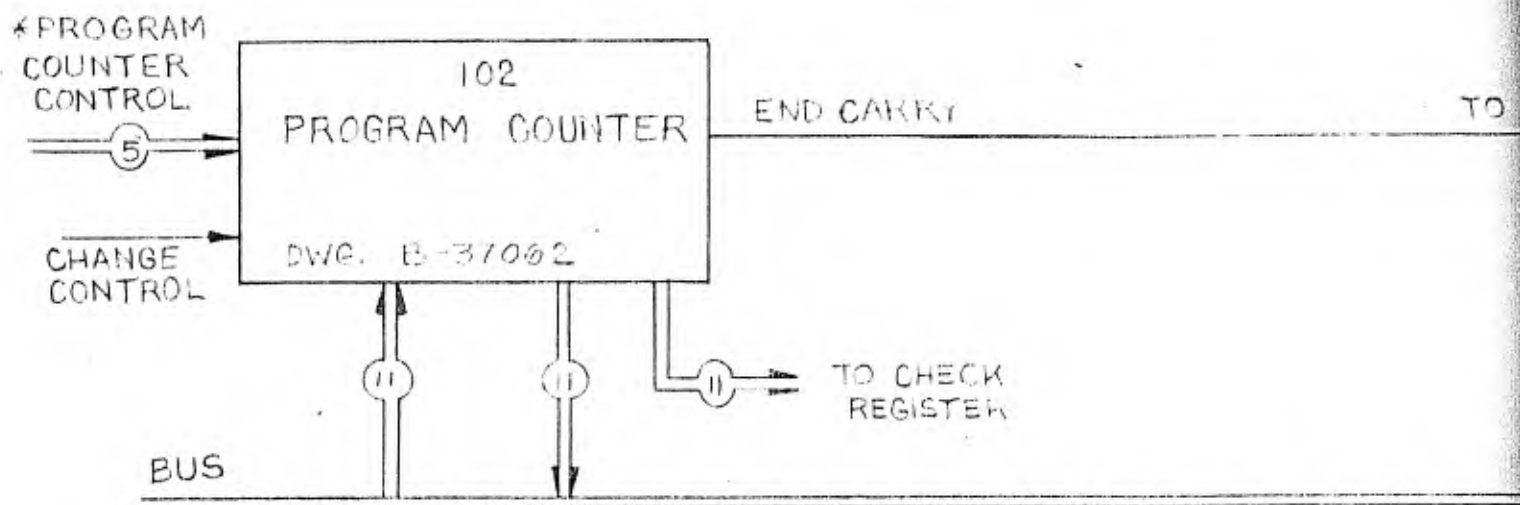 *PROGRAM
COUNTER
CONTROL.
5
CHANGE
CONTROL
102
PROGRAM COUNTER
DWG. B-37062
END CARRY
TO
11
11
11
TO CHECK
REGISTER
BUS